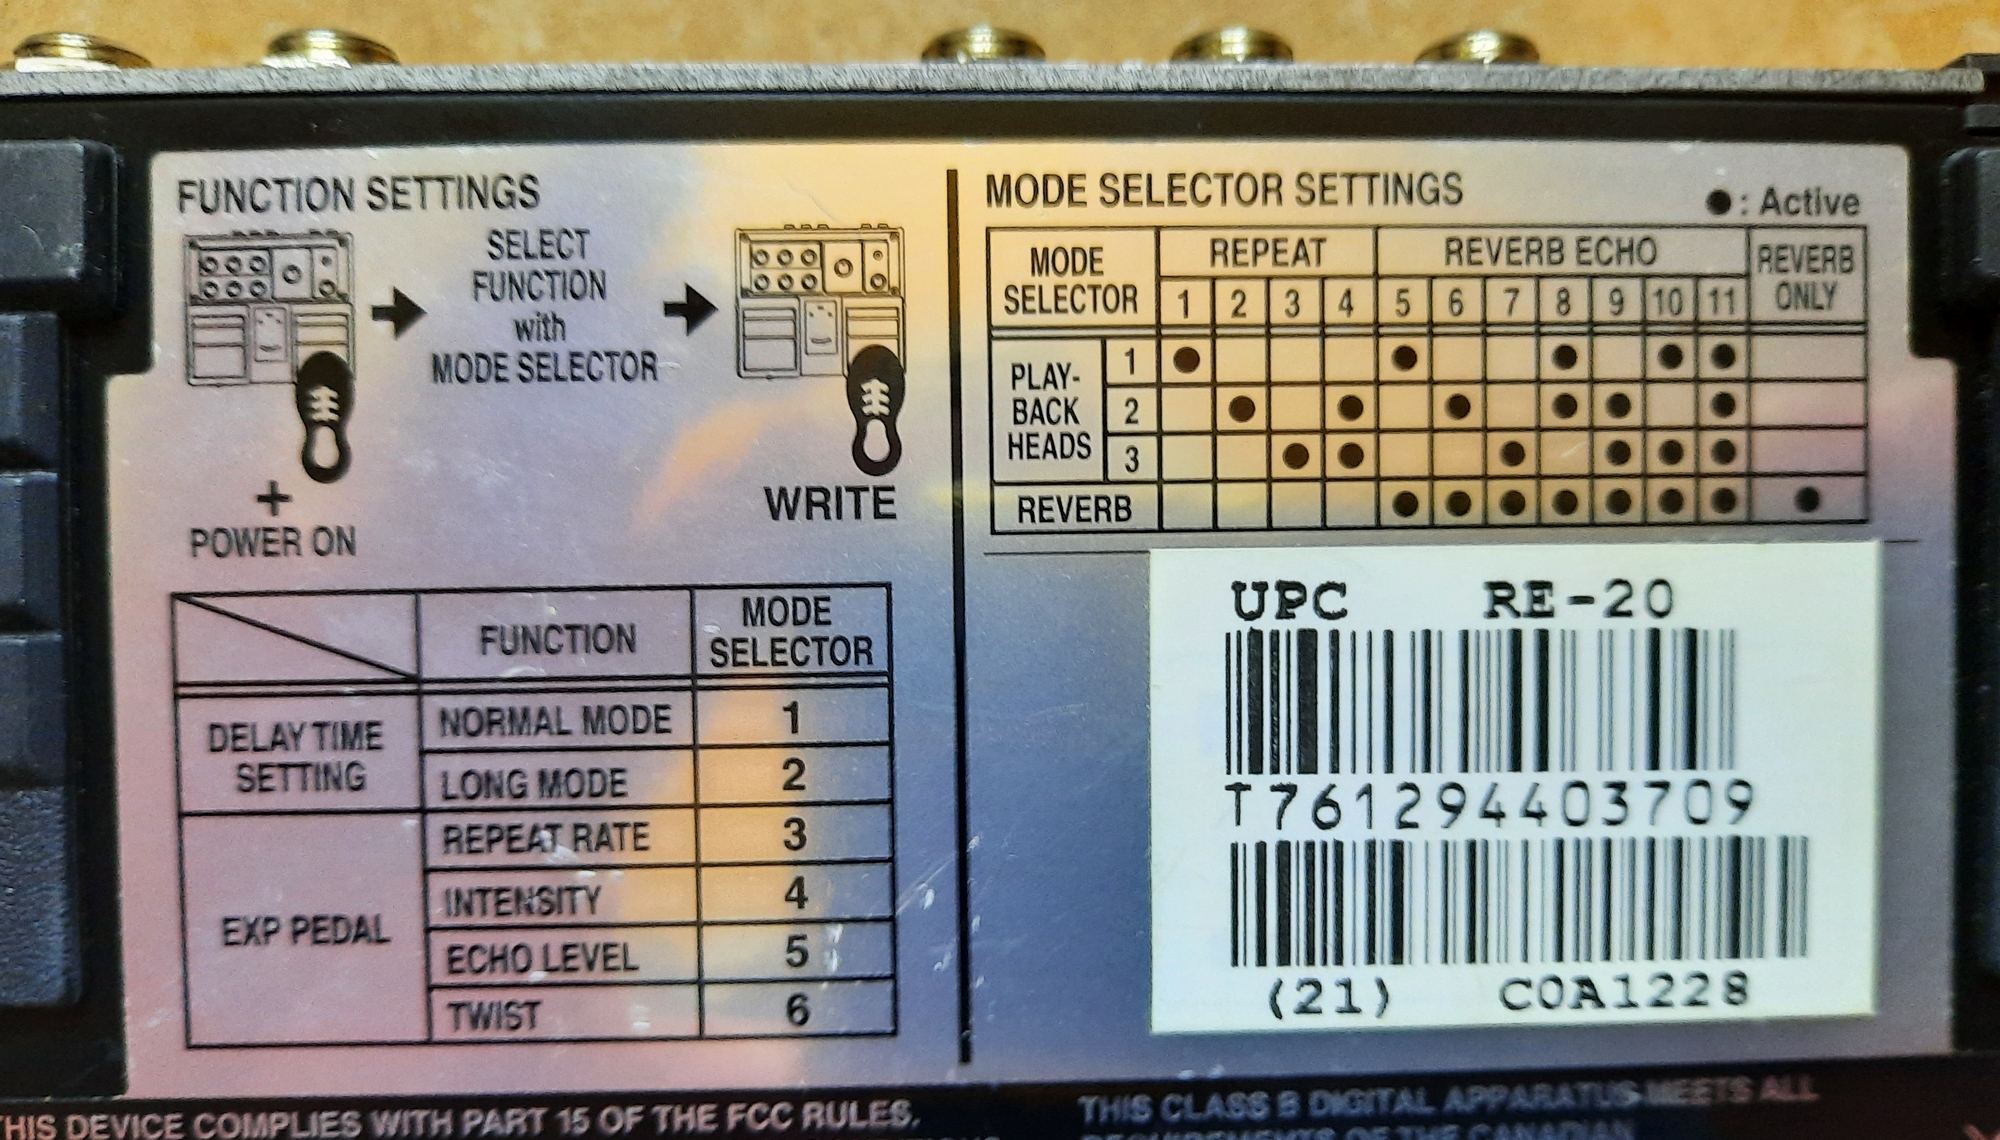 FUNCTION SETTINGS
SELECT
FUNCTION
with
MODE SELECTOR
+
POWER ON
WRITE
FUNCTION
MODE
SELECTOR
DELAY TIME
SETTING
NORMAL MODE 1
LONG MODE 2
EXP PEDAL
REPEAT RATE 3
INTENSITY 4
ECHO LEVEL 5
TWIST 6
MODE SELECTOR SETTINGS
●: Active
MODE
SELECTOR
REPEAT
REVERB ECHO
REVERB
ONLY
1 2 3 4 5 6 7 8 9 10 11
PLAY-
BACK
HEADS
1 ● ● ● ● ●
2 ● ● ● ● ● ●
3 ● ● ● ● ● ●
REVERB ● ● ● ● ● ● ● ●
UPC RE-20
T761294403709
(21) C0A1228
THIS DEVICE COMPLIES WITH PART 15 OF THE FCC RULES.
THIS CLASS B DIGITAL APPARATUS MEETS ALL
REQUIREMENTS OF THE CANADIAN